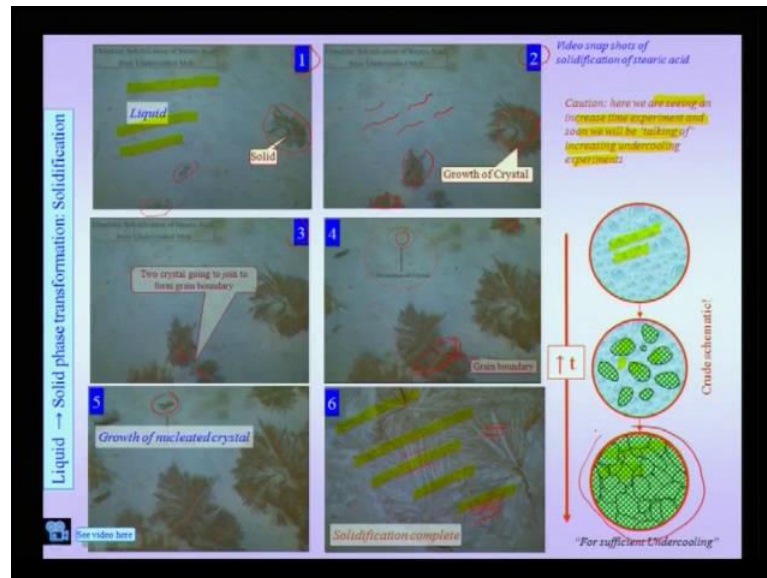 Liquid → Solid phase transformation: Solidification
1
Liquid
Solid
2
Growth of Crystal
3
Two crystal going to join to
form grain boundary
4
Grain boundary
5
Growth of nucleated crystal
6
Solidification complete
See video here
Video snap shots of
solidification of stearic acid
Caution: here we are seeing an
increase time experiment and
soon we will be 'talking of'
increasing undercooling
experiments
↑ t
Crude schematic!
"For sufficient Undercooling"